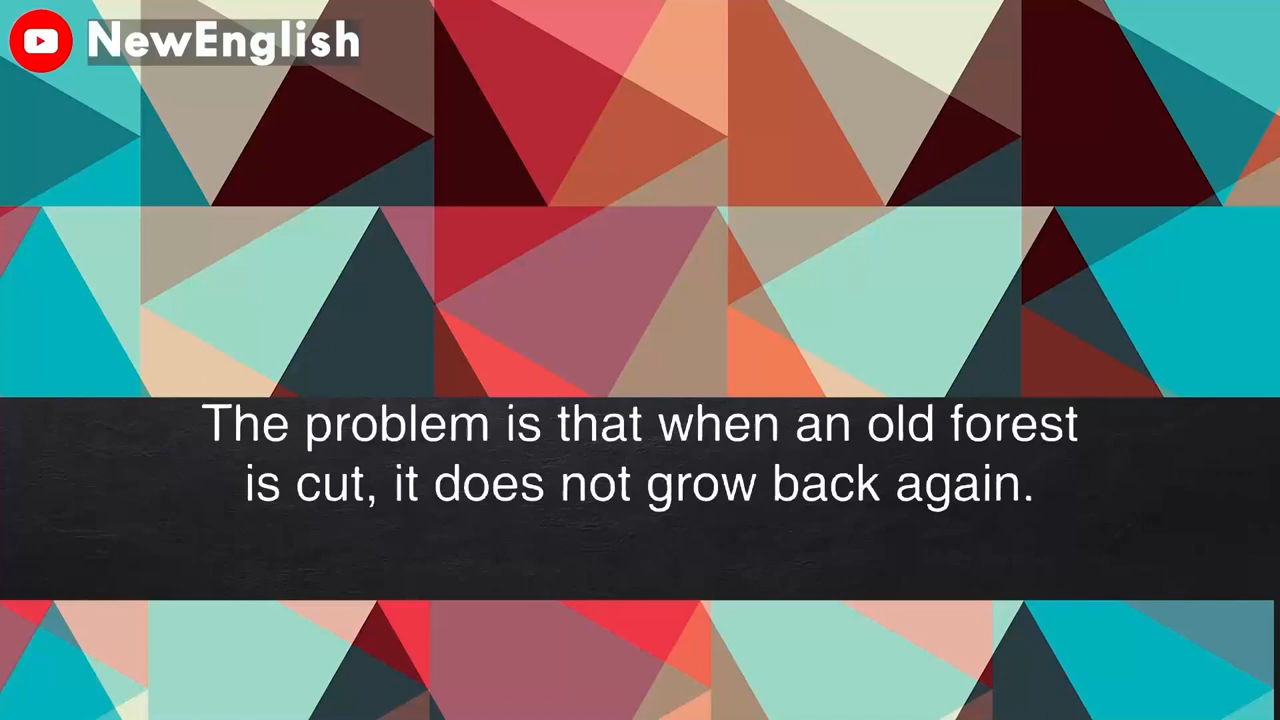 NewEnglish
The problem is that when an old forest
is cut, it does not grow back again.